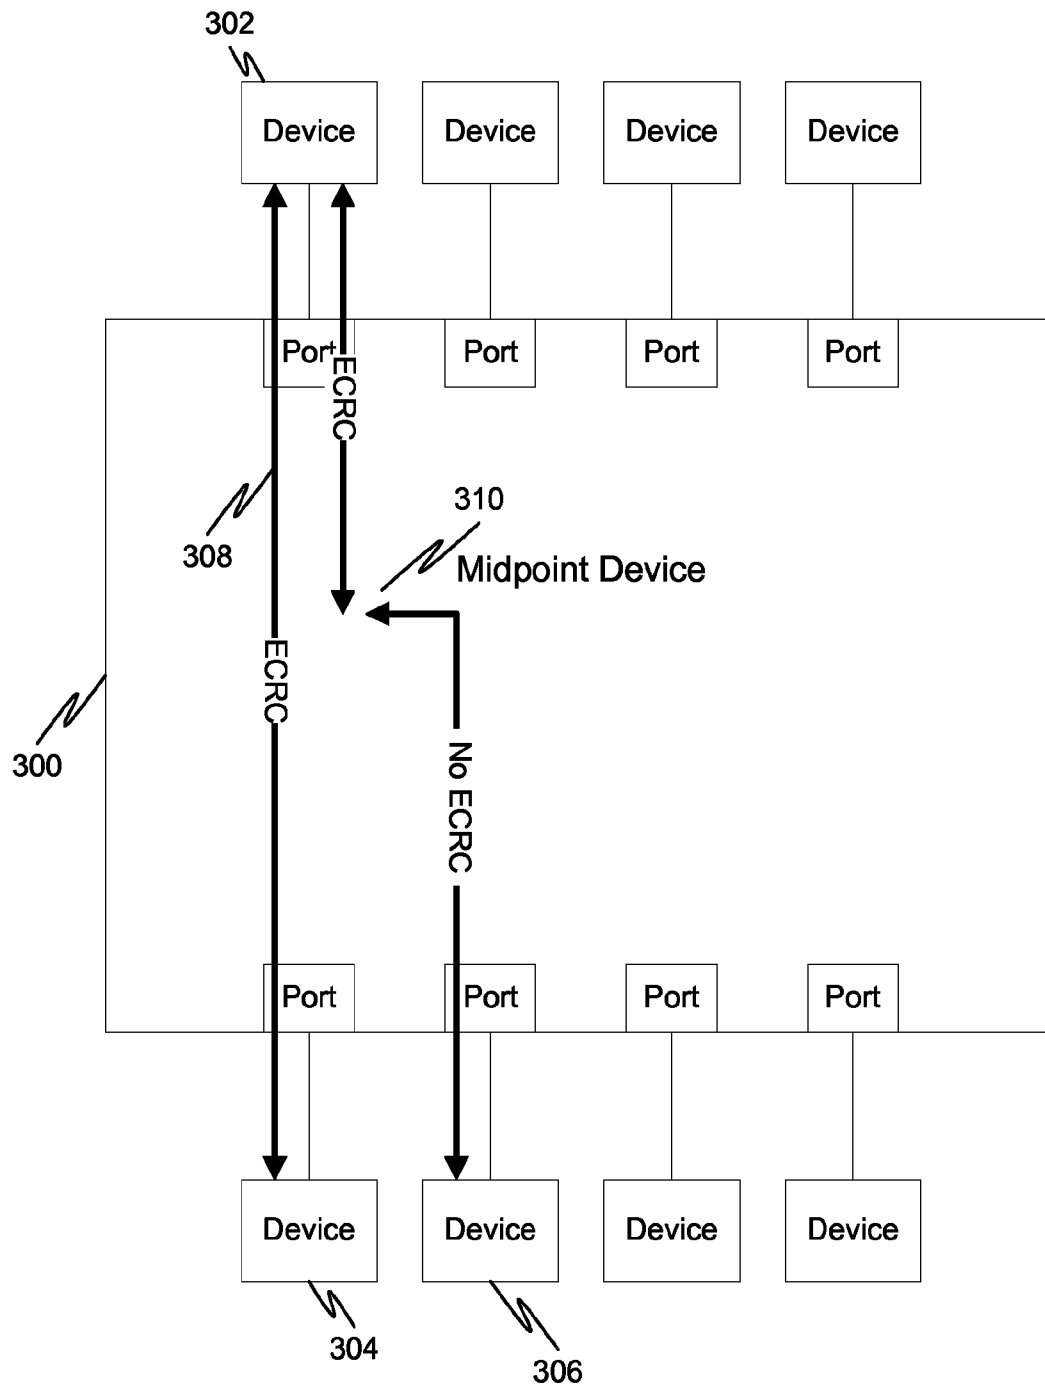 302
Device Device Device Device
Port Port Port Port
ECRC
310
308
Midpoint Device
ECRC
300
No ECRC
Port Port Port Port
Device Device Device Device
304
306